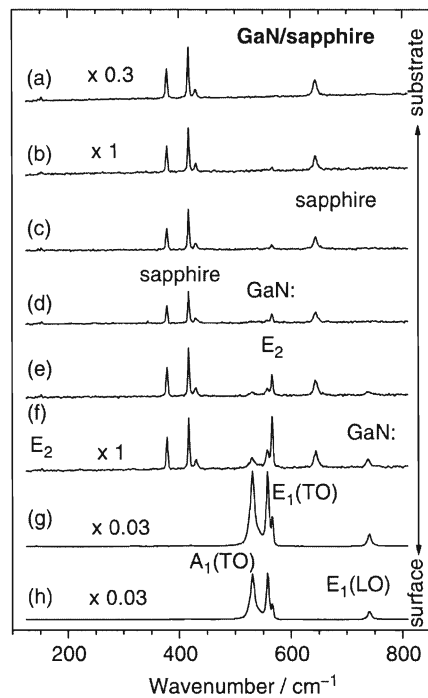 GaN/sapphire
substrate
(a) x 0.3
(b) x 1
sapphire
(c)
sapphire
(d) GaN:
E₂
(e)
(f)
E₂ x 1 GaN:
E₁(TO)
(g) x 0.03
A₁(TO)
E₁(LO)
(h) x 0.03
surface
200 400 600 800
Wavenumber / cm⁻¹